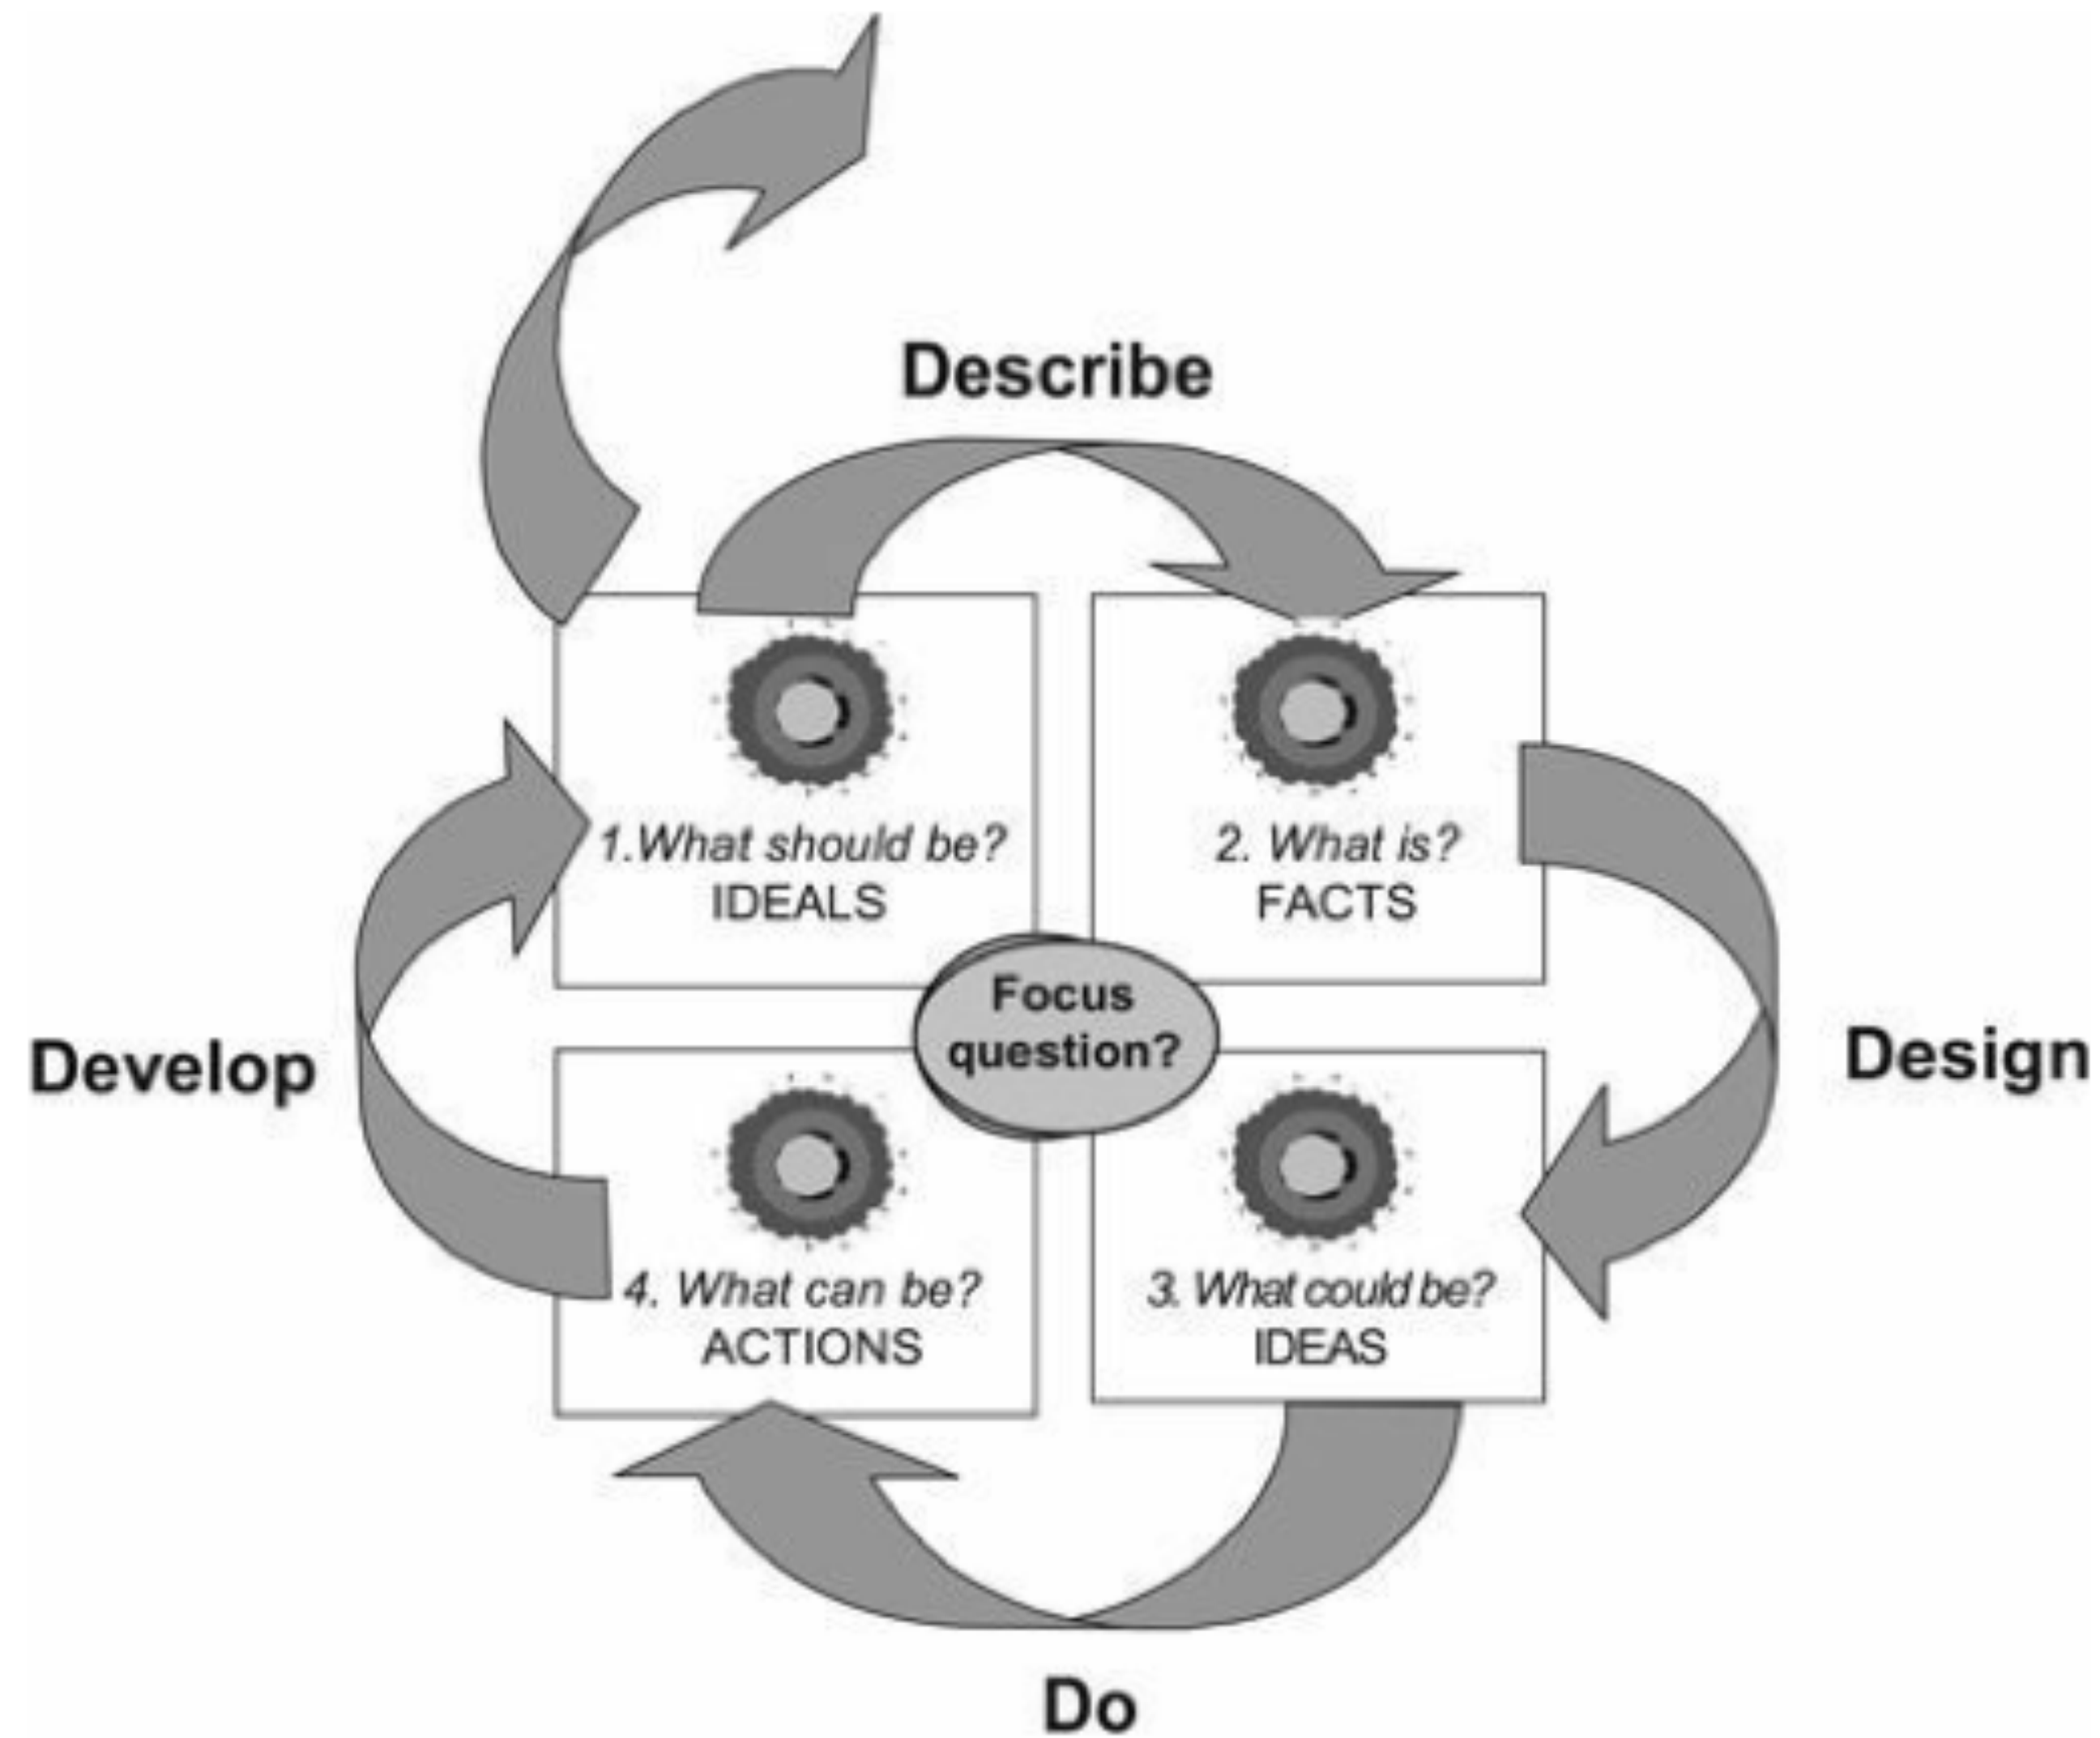 Describe
1.What should be?
IDEALS
2. What is?
FACTS
Focus
question?
Develop
Design
4. What can be?
ACTIONS
3. What could be?
IDEAS
Do